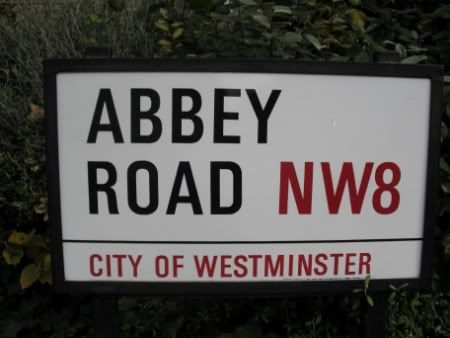 ABBEY
ROAD NW8
CITY OF WESTMINSTER